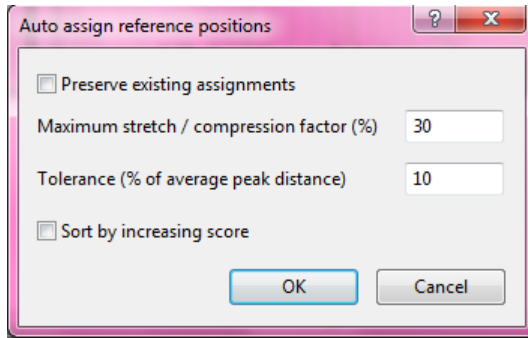 Auto assign reference positions
?
X
Preserve existing assignments
Maximum stretch / compression factor (%) 30
Tolerance (% of average peak distance) 10
Sort by increasing score
OK Cancel